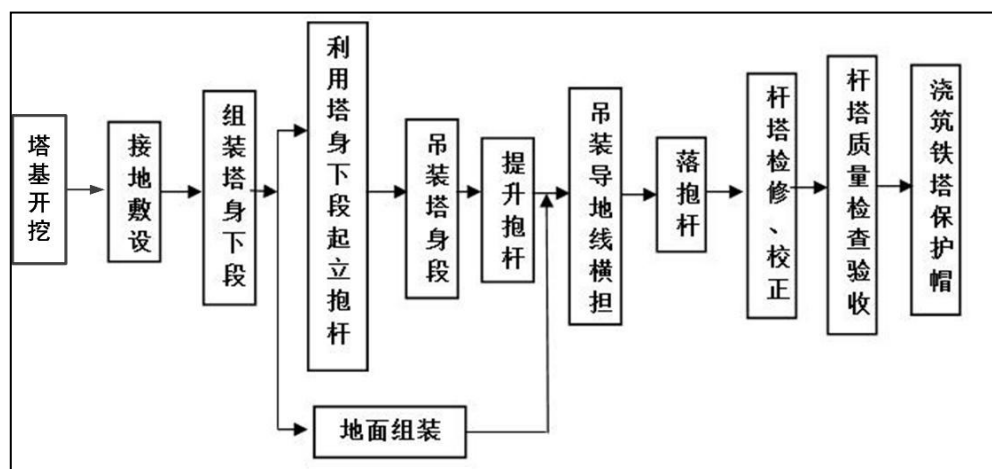 塔基开挖
接地敷设
组装塔身下段
利用塔身下段起立抱杆
吊装塔身段
提升抱杆
吊装导地线横担
落抱杆
杆塔检修、校正
杆塔质量检查验收
浇筑铁塔保护帽
地面组装